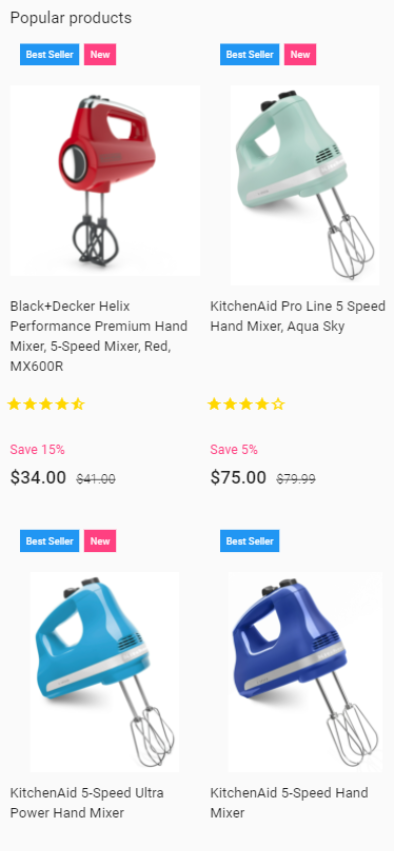 Popular products
Best Seller New
Best Seller New
Black+Decker Helix
Performance Premium Hand
Mixer, 5-Speed Mixer, Red,
MX600R
KitchenAid Pro Line 5 Speed
Hand Mixer, Aqua Sky
Save 15%
$34.00 $41.00
Save 5%
$75.00 $79.99
Best Seller New
Best Seller
KitchenAid 5-Speed Ultra
Power Hand Mixer
KitchenAid 5-Speed Hand
Mixer